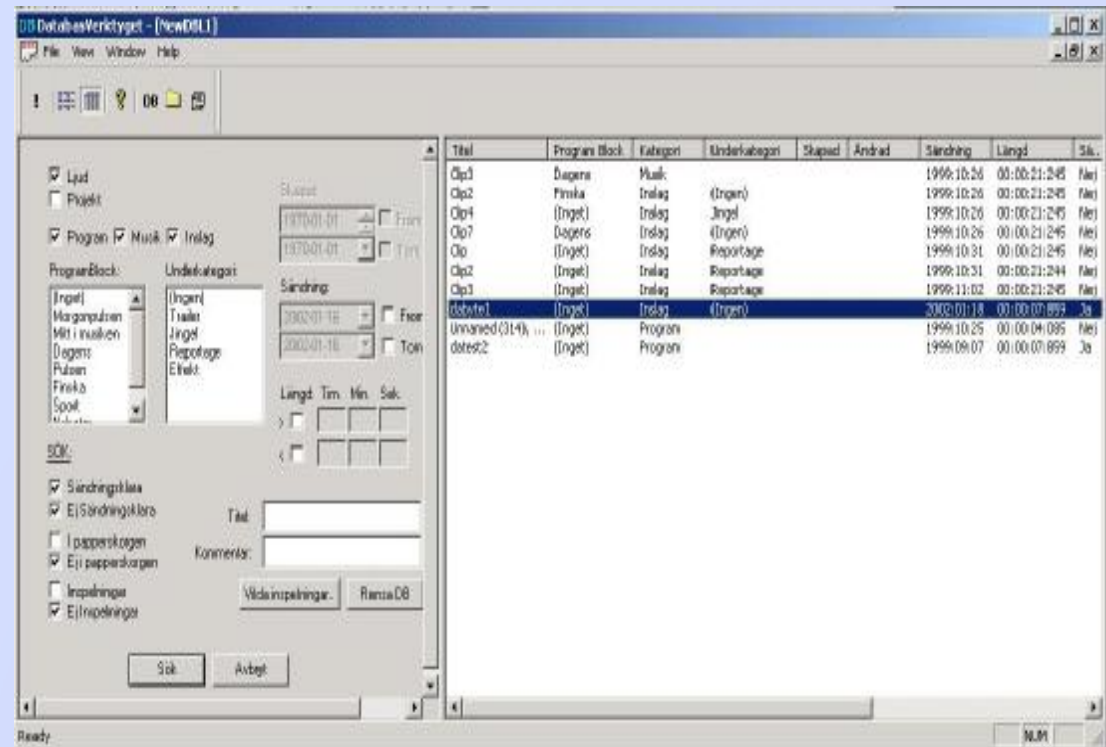 DatabasVerktyget - [NewDBL1]
File View Window Help
DB
Ljud
Projekt
Program Musik Inslag
ProgramBlock: Underkategori:
(Inget)
Morgonpulsen
Mitt i musiken
Dagens
Pulsen
Finska
Sport
(Ingen)
Trailer
Jingel
Reportage
Effekt
Skapad:
1970-01-01 From
1970-01-01 Tom
Sändning:
2002-01-18 From
2002-01-18 Tom
Längd: Tim. Min. Sek.
>
<
SÖK:
Sändningsklara
Ej Sändningsklara
I papperskorgen
Ej i papperskorgen
Inspelningar
Ej Inspelningar
Titel:
Kommentar:
Vilda inspelningar.. Rensa DB
Sök Avbryt
Titel Program Block Kategori Underkategori Skapad Ändrad Sändning Längd Sä..
Clip3 Dagens Musik 1999:10:26 00:00:21:245 Nej
Clip2 Finska Inslag (Ingen) 1999:10:26 00:00:21:245 Nej
Clip4 (Inget) Inslag Jingel 1999:10:26 00:00:21:245 Nej
Clip7 Dagens Inslag (Ingen) 1999:10:26 00:00:21:245 Nej
Clip (Inget) Inslag Reportage 1999:10:31 00:00:21:245 Nej
Clip2 (Inget) Inslag Reportage 1999:10:31 00:00:21:244 Nej
Clip3 (Inget) Inslag Reportage 1999:11:02 00:00:21:245 Nej
dabyte1 (Inget) Inslag (Ingen) 2002:01:18 00:00:07:859 Ja
Unnamed (314), ... (Inget) Program 1999:10:25 00:00:04:085 Nej
datest2 (Inget) Program 1999:09:07 00:00:07:859 Ja
Ready NUM